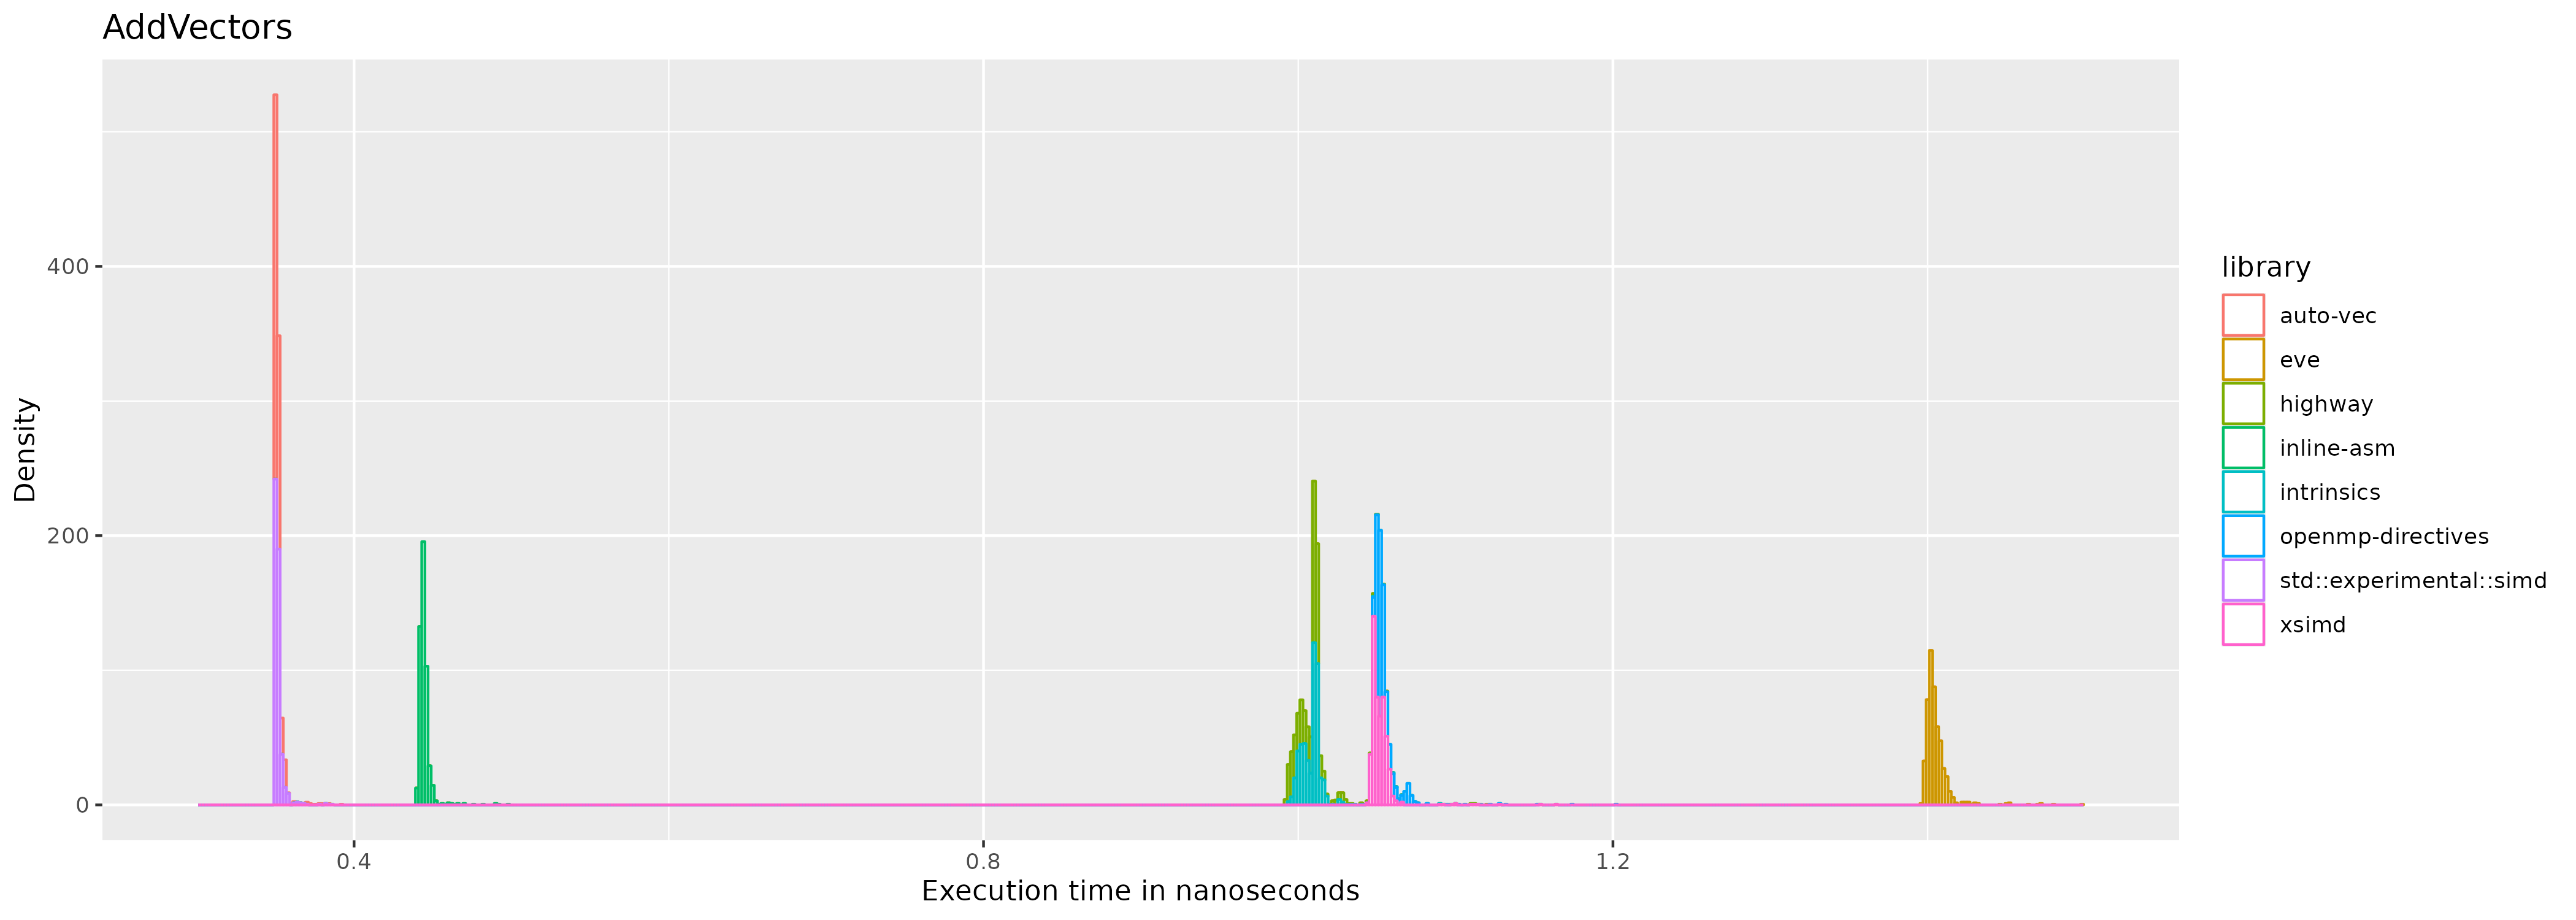 AddVectors
400
200
0
Density
0.4
0.8
1.2
Execution time in nanoseconds
library
auto-vec
eve
highway
inline-asm
intrinsics
openmp-directives
std::experimental::simd
xsimd